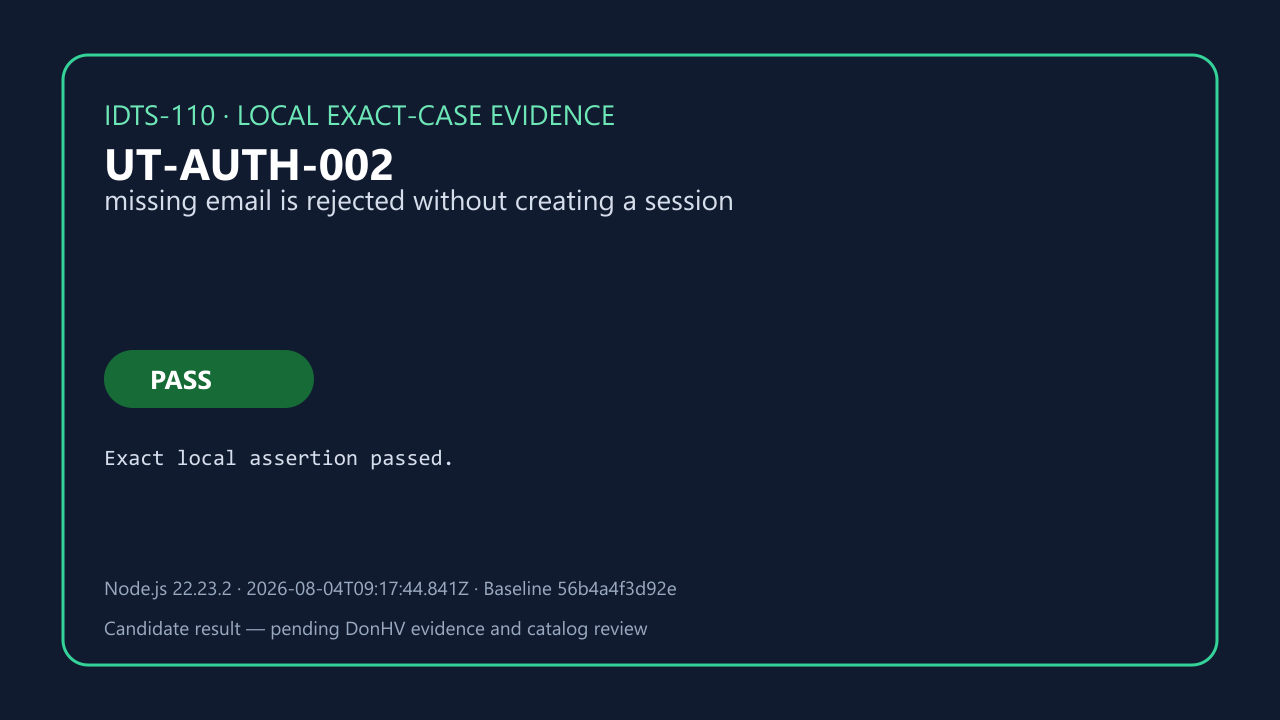 IDTS-110 · LOCAL EXACT-CASE EVIDENCE
UT-AUTH-002
missing email is rejected without creating a session
PASS
Exact local assertion passed.
Node.js 22.23.2 · 2026-08-04T09:17:44.841Z · Baseline 56b4a4f3d92e
Candidate result — pending DonHV evidence and catalog review